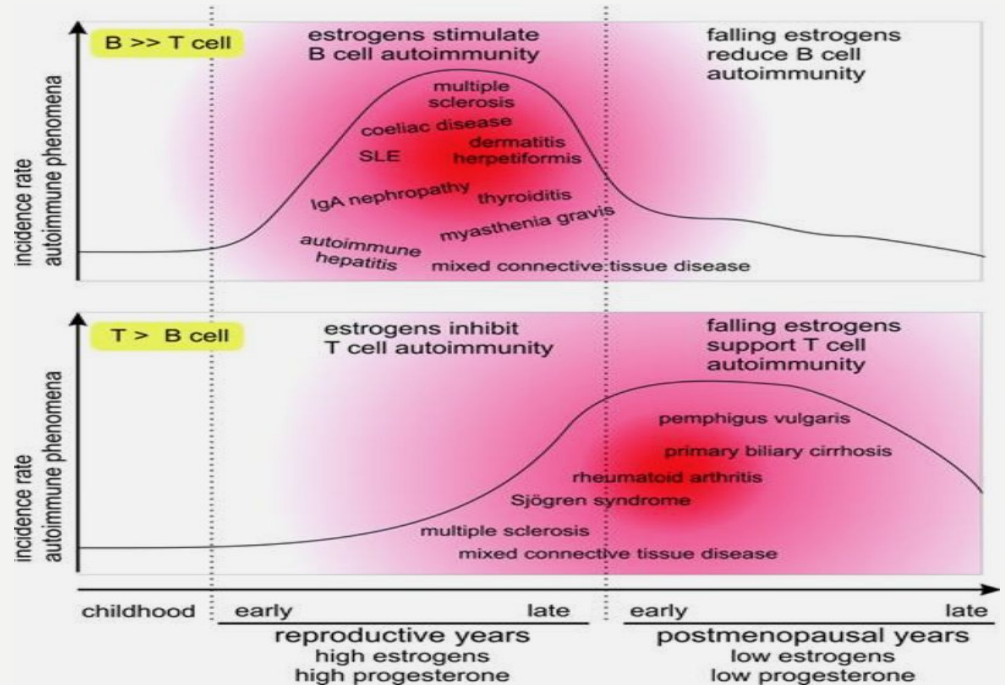 B >> T cell
estrogens stimulate
B cell autoimmunity
falling estrogens
reduce B cell
autoimmunity
incidence rate
autoimmune phenomena
multiple
sclerosis
coeliac disease
SLE
dermatitis
herpetiformis
IgA nephropathy
thyroiditis
myasthenia gravis
autoimmune
hepatitis
mixed connective tissue disease
T > B cell
estrogens inhibit
T cell autoimmunity
falling estrogens
support T cell
autoimmunity
incidence rate
autoimmune phenomena
pemphigus vulgaris
primary biliary cirrhosis
rheumatoid arthritis
Sjögren syndrome
multiple sclerosis
mixed connective tissue disease
childhood early late early late
reproductive years postmenopausal years
high estrogens low estrogens
high progesterone low progesterone